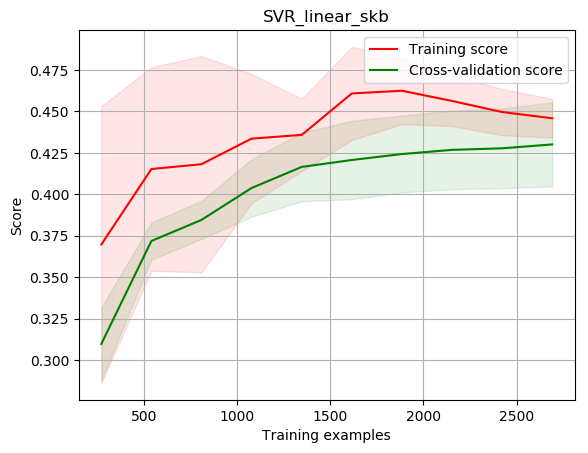 SVR_linear_skb
Training score
Cross-validation score
Score
0.475
0.450
0.425
0.400
0.375
0.350
0.325
0.300
500
1000
1500
2000
2500
Training examples